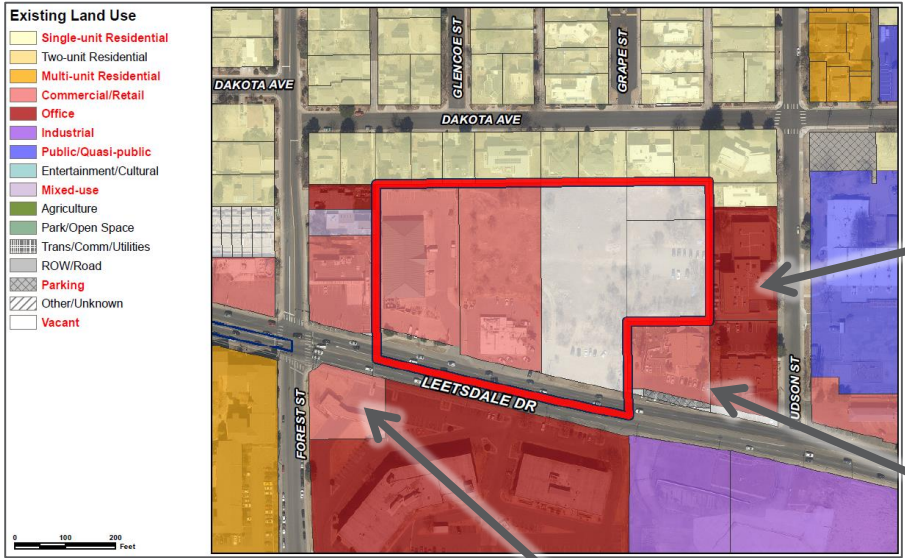 Existing Land Use
Single-unit Residential
Two-unit Residential
Multi-unit Residential
Commercial/Retail
Office
Industrial
Public/Quasi-public
Entertainment/Cultural
Mixed-use
Agriculture
Park/Open Space
Trans/Comm/Utilities
ROW/Road
Parking
Other/Unknown
Vacant
0 100 200
Feet
GLENCOE ST
GRAPE ST
DAKOTA AVE
DAKOTA AVE
LEETSDALE DR
FOREST ST
UDSON ST